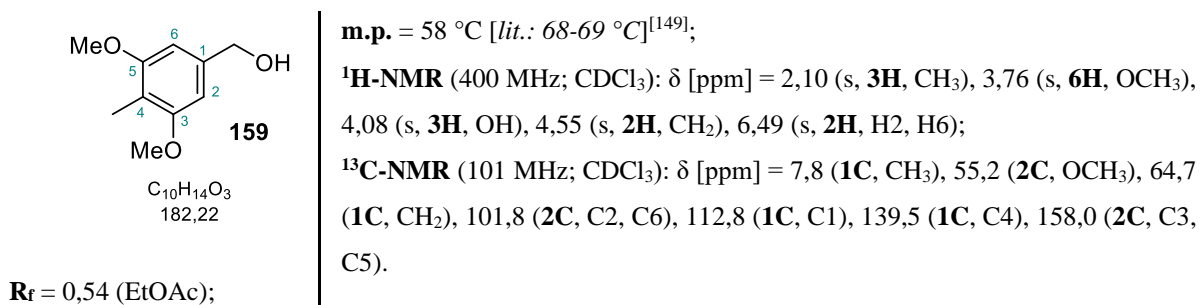 MeO
OH
MeO
1
2
3
4
5
6
159
C₁₀H₁₄O₃
182,22
R_f = 0,54 (EtOAc);
m.p. = 58 °C [lit.: 68-69 °C][149];
¹H-NMR (400 MHz; CDCl₃): δ [ppm] = 2,10 (s, 3H, CH₃), 3,76 (s, 6H, OCH₃),
4,08 (s, 3H, OH), 4,55 (s, 2H, CH₂), 6,49 (s, 2H, H2, H6);
¹³C-NMR (101 MHz; CDCl₃): δ [ppm] = 7,8 (1C, CH₃), 55,2 (2C, OCH₃), 64,7
(1C, CH₂), 101,8 (2C, C2, C6), 112,8 (1C, C1), 139,5 (1C, C4), 158,0 (2C, C3,
C5).